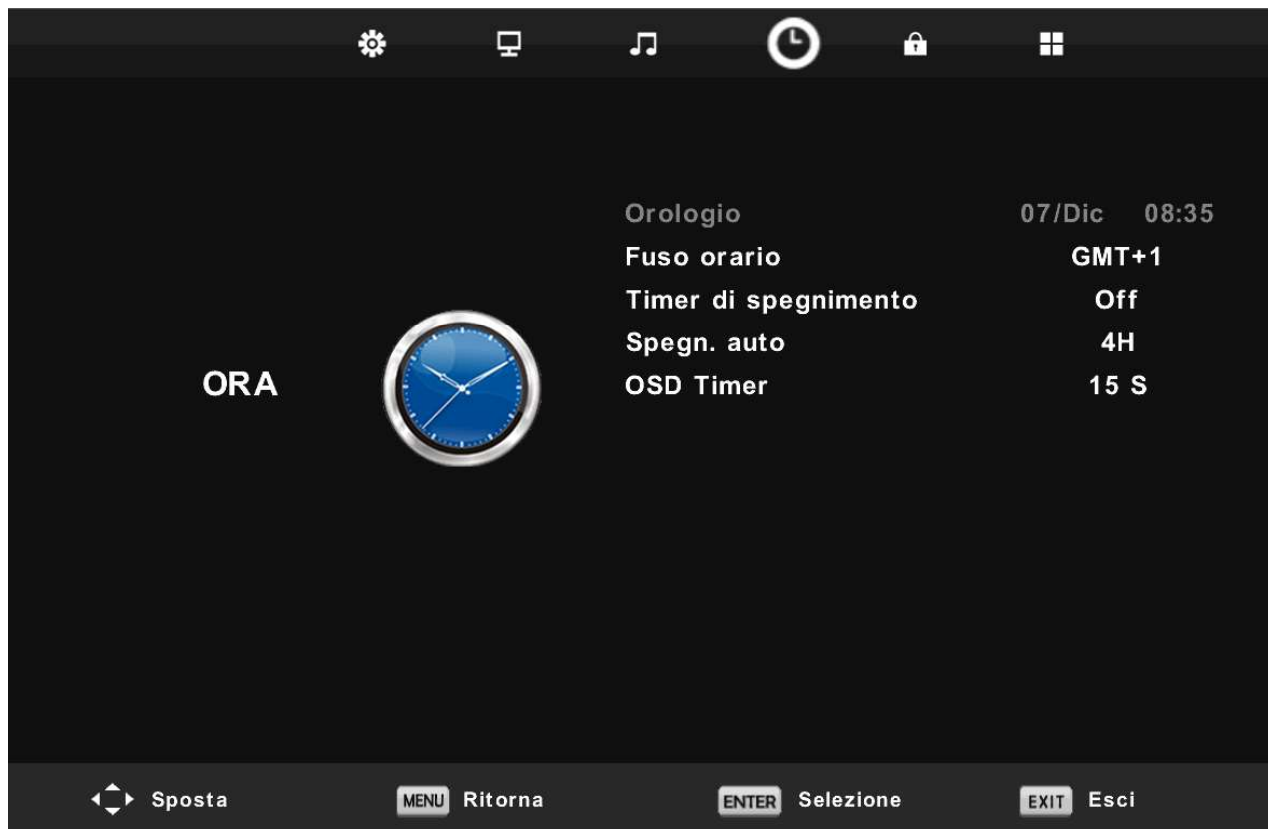 Orologio 07/Dic 08:35
Fuso orario GMT+1
Timer di spegnimento Off
Spegn. auto 4H
ORA
OSD Timer 15 S
Sposta MENU Ritorna ENTER Selezione EXIT Esci